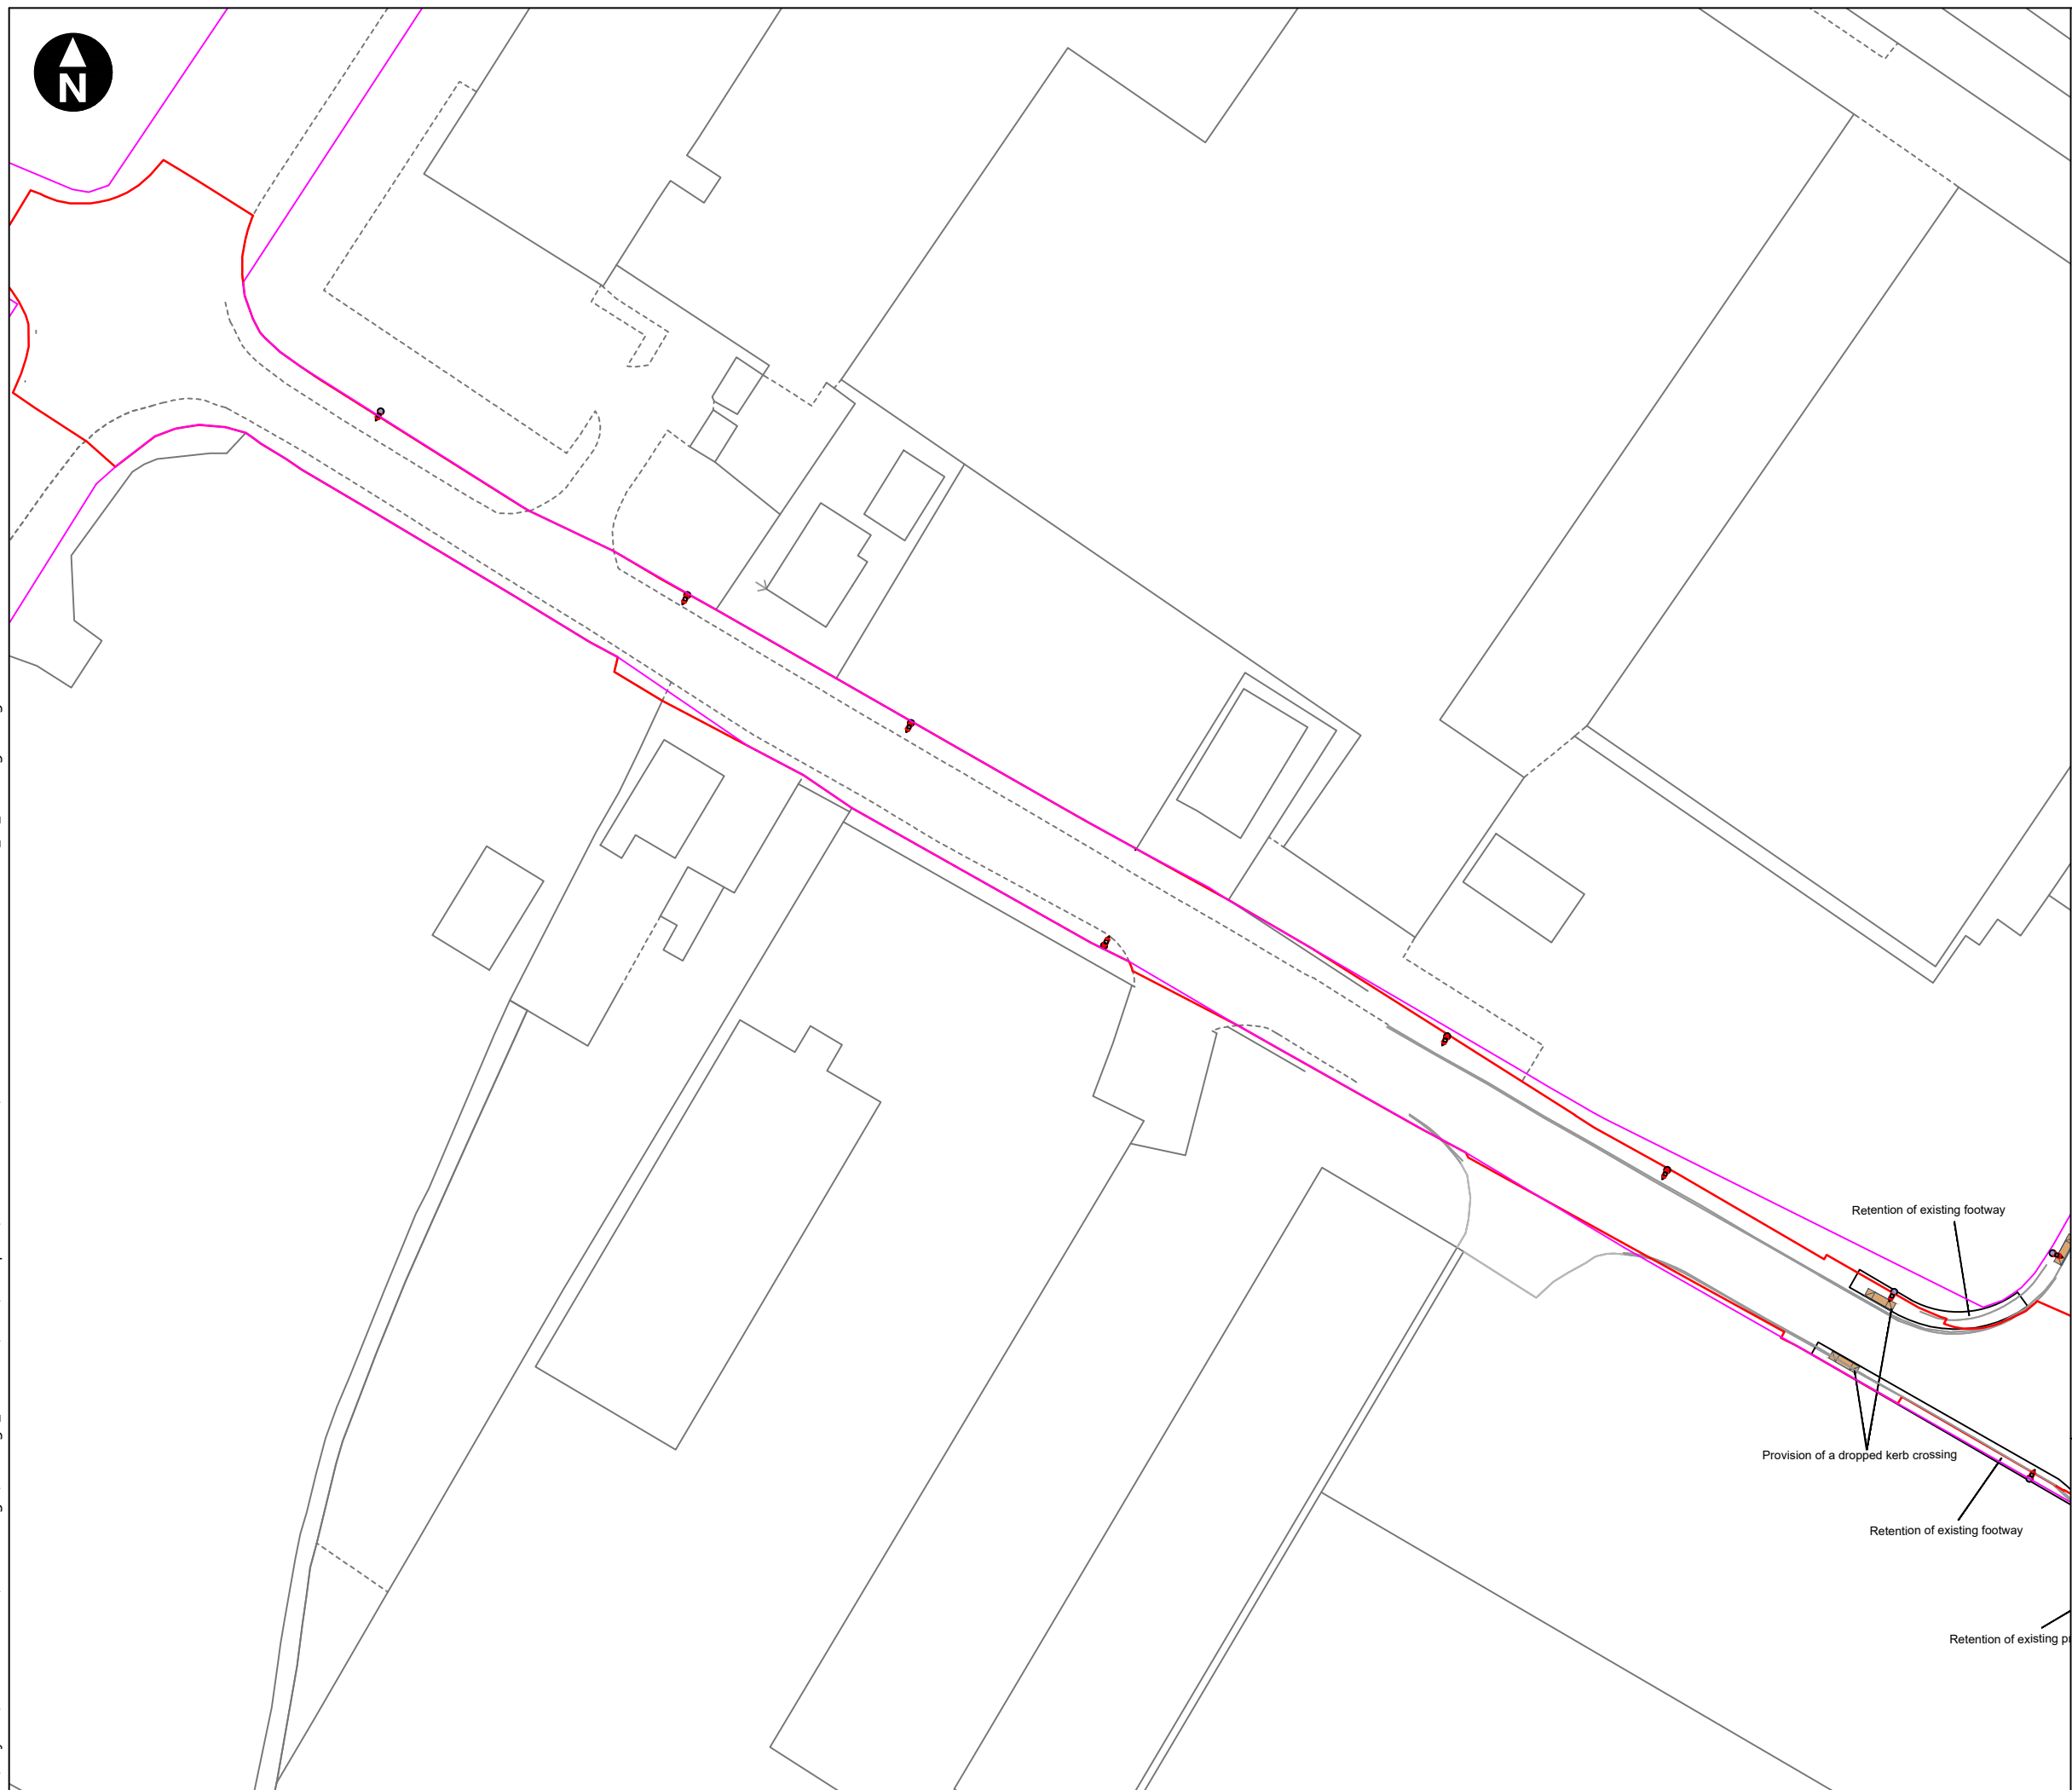 N
Retention of existing footway
Provision of a dropped kerb crossing
Retention of existing footway
Retention of existing